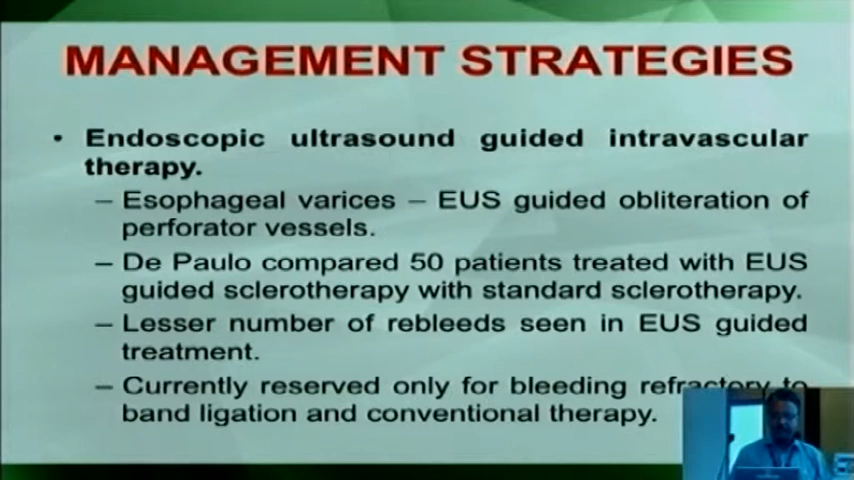 MANAGEMENT STRATEGIES
• Endoscopic ultrasound guided intravascular
therapy.
– Esophageal varices – EUS guided obliteration of
perforator vessels.
– De Paulo compared 50 patients treated with EUS
guided sclerotherapy with standard sclerotherapy.
– Lesser number of rebleeds seen in EUS guided
treatment.
– Currently reserved only for bleeding refractory to
band ligation and conventional therapy.